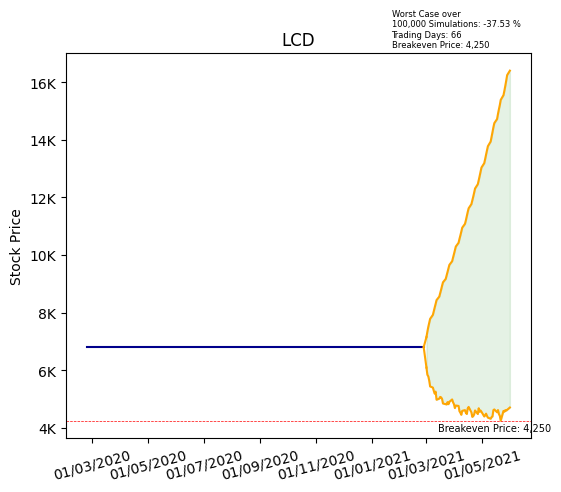 Worst Case over
100,000 Simulations: -37.53 %
Trading Days: 66
Breakeven Price: 4,250
LCD
Stock Price
16K
14K
12K
10K
8K
6K
4K
Breakeven Price: 4,250
01/03/2020
01/05/2020
01/07/2020
01/09/2020
01/11/2020
01/01/2021
01/03/2021
01/05/2021